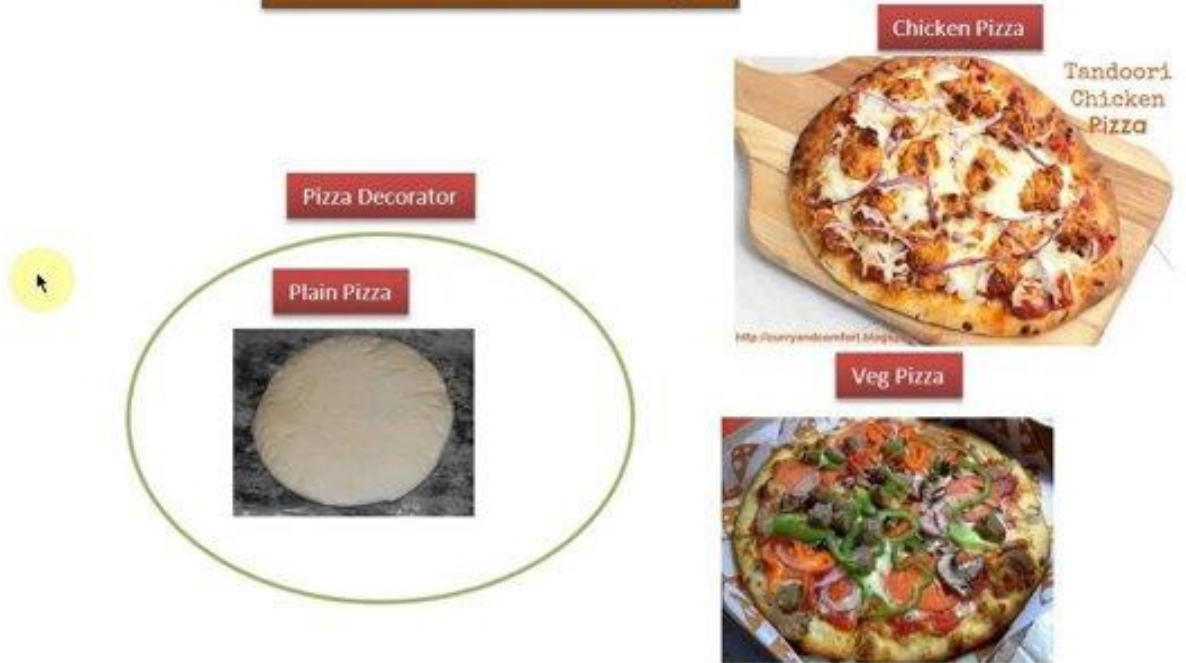 Chicken Pizza
Tandoori
Chicken
Pizza
Pizza Decorator
Plain Pizza
Veg Pizza